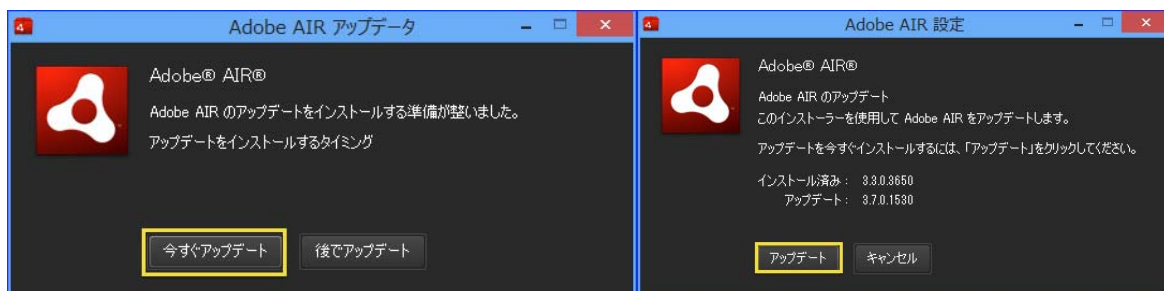 Adobe AIR アップデータ
Adobe® AIR®
Adobe AIR のアップデートをインストールする準備が整いました。
アップデートをインストールするタイミング
今すぐアップデート
後でアップデート
Adobe AIR 設定
Adobe® AIR®
Adobe AIR のアップデート
このインストーラーを使用して Adobe AIR をアップデートします。
アップデートを今すぐインストールするには、「アップデート」をクリックしてください。
インストール済み : 3.3.0.3650
アップデート : 3.7.0.1530
アップデート
キャンセル